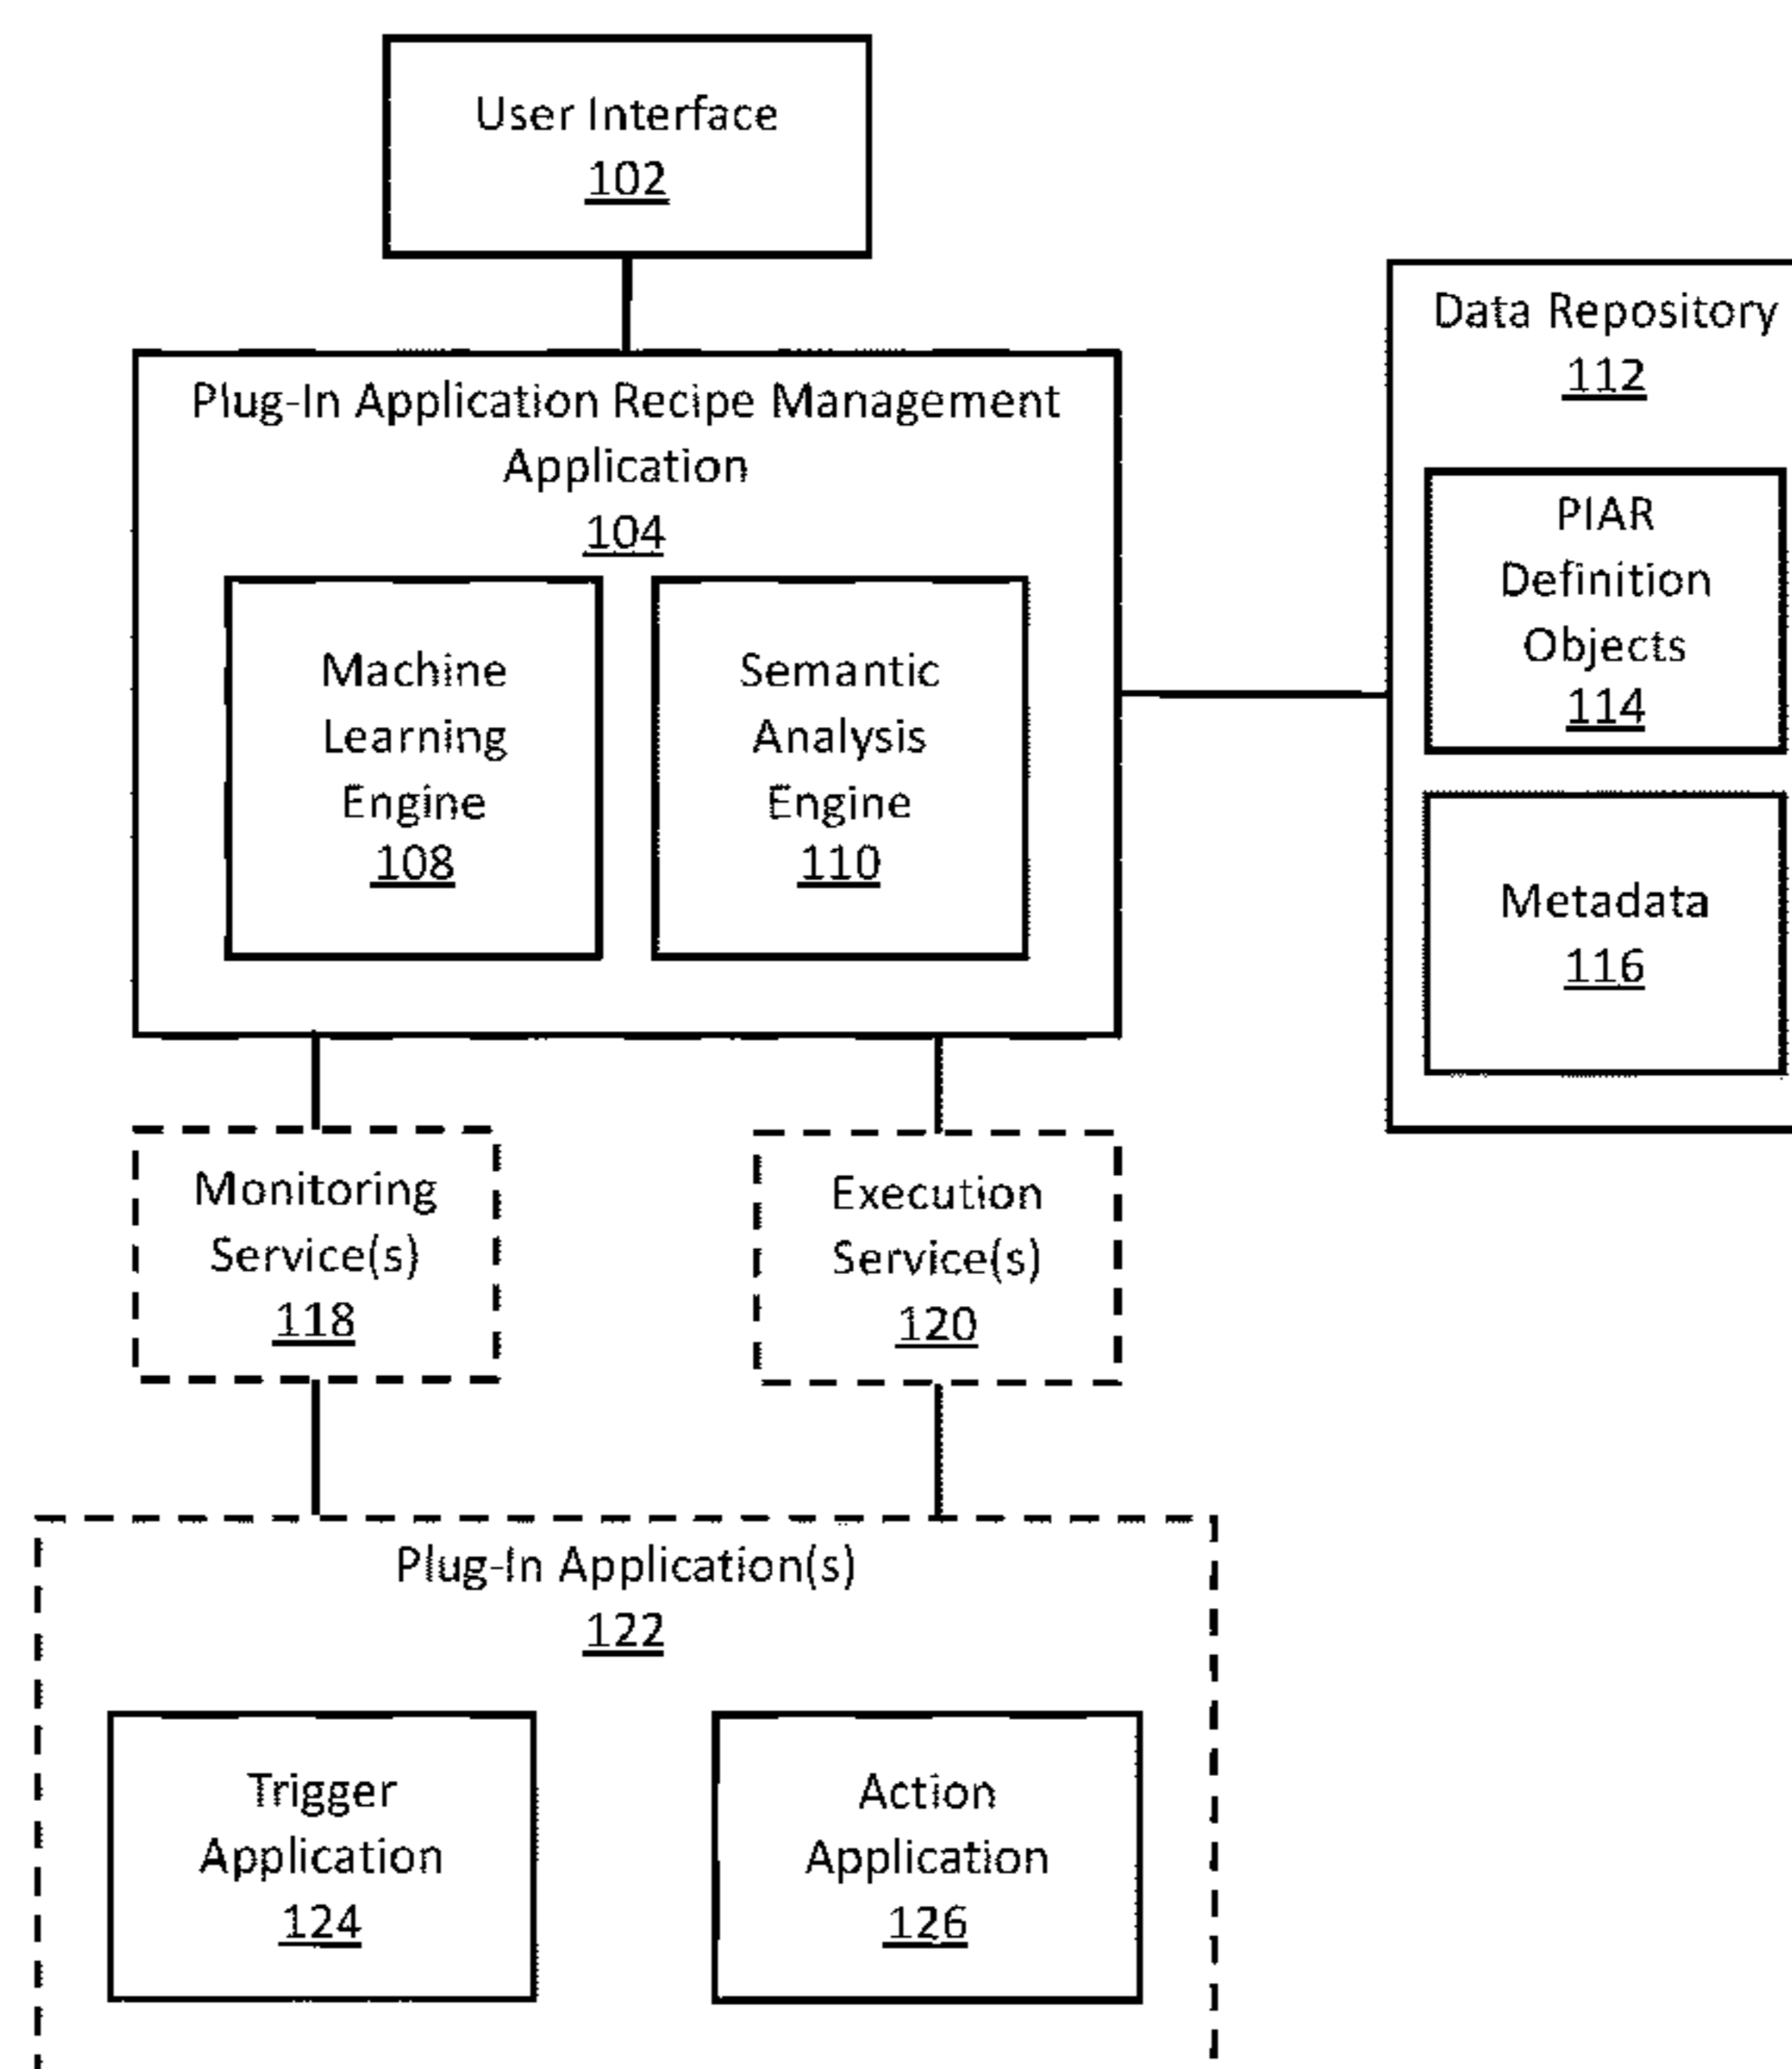 User Interface
102
Plug-In Application Recipe Management
Application
104
Machine
Learning
Engine
108
Semantic
Analysis
Engine
110
Data Repository
112
PIAR
Definition
Objects
114
Metadata
116
Monitoring
Service(s)
118
Execution
Service(s)
120
Plug-In Application(s)
122
Trigger
Application
124
Action
Application
126